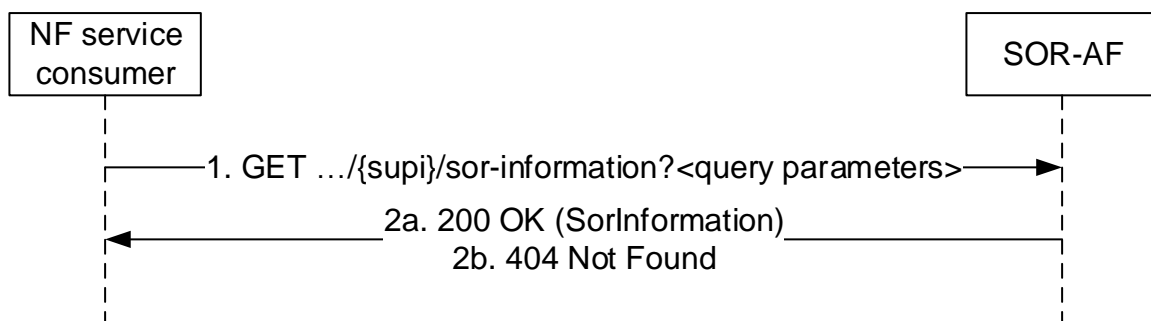 NF service
consumer
SOR-AF
1. GET …/{supi}/sor-information?<query parameters>
2a. 200 OK (SorInformation)
2b. 404 Not Found